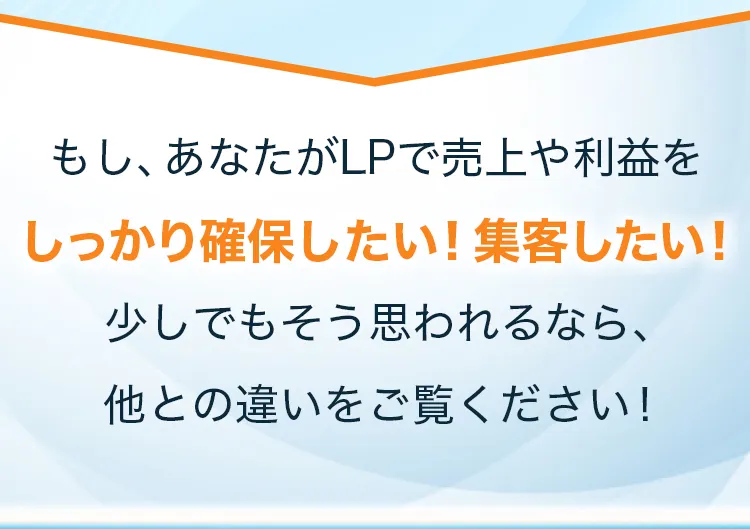 もし、あなたがLPで売上や利益を
しっかり確保したい！集客したい！
少しでもそう思われるなら、
他との違いをご覧ください！